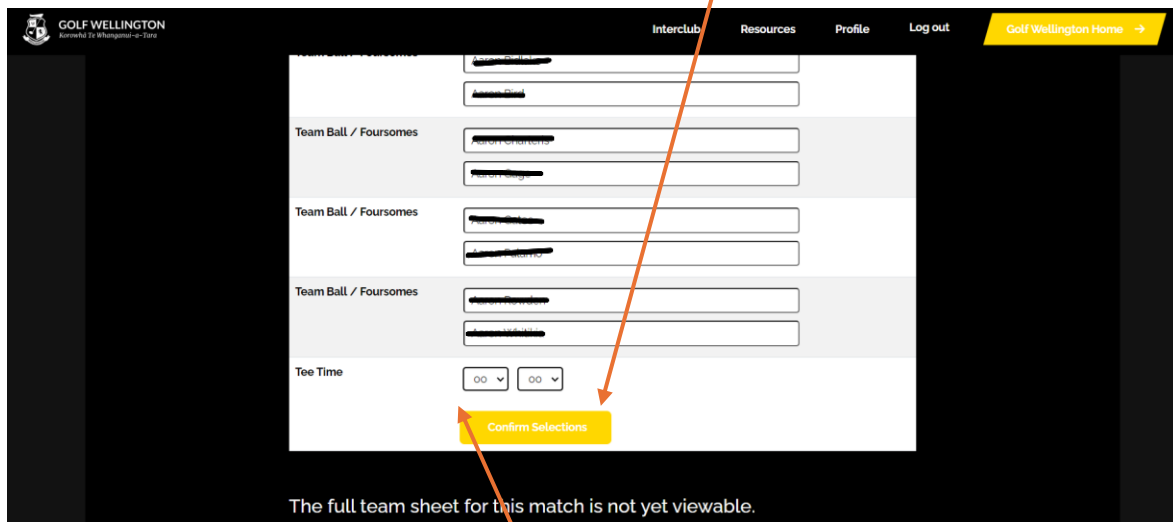 GOLF WELLINGTON
Korowhā Te Whanganui-a-Tara
Interclub Resources Profile Log out Golf Wellington Home →
Team Ball / Foursomes
Team Ball / Foursomes
Team Ball / Foursomes
Team Ball / Foursomes
Tee Time 00 00
Confirm Selections
The full team sheet for this match is not yet viewable.